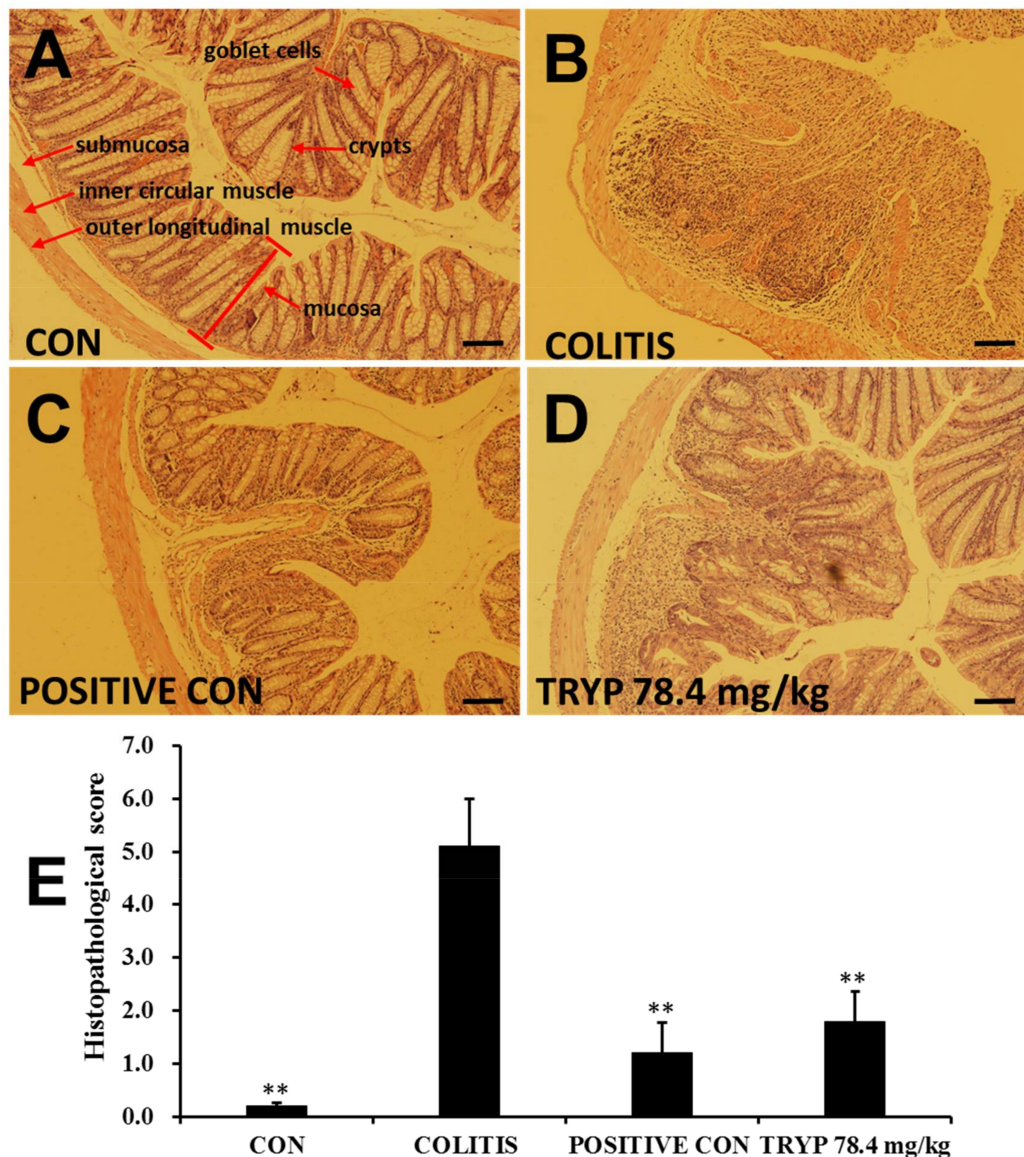 A
goblet cells
submucosa
crypts
inner circular muscle
outer longitudinal muscle
mucosa
CON
B
COLITIS
C
POSITIVE CON
D
TRYP 78.4 mg/kg
E
Histopathological score
7.0
6.0
5.0
4.0
3.0
2.0
1.0
0.0
**
**
**
CON
COLITIS
POSITIVE CON
TRYP 78.4 mg/kg